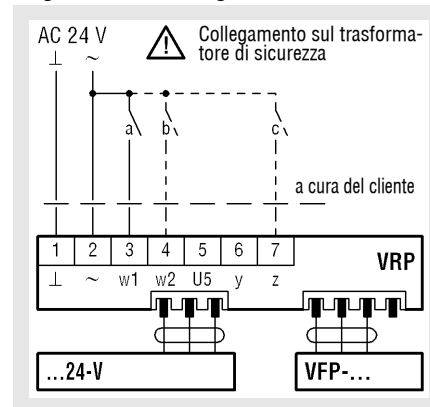 AC 24 V
Collegamento sul trasforma-
tore di sicurezza
⊥ ~
a b c
a cura del cliente
1 2 3 4 5 6 7
VRP
⊥ ~ w1 w2 U5 y z
...24-V
VFP-...